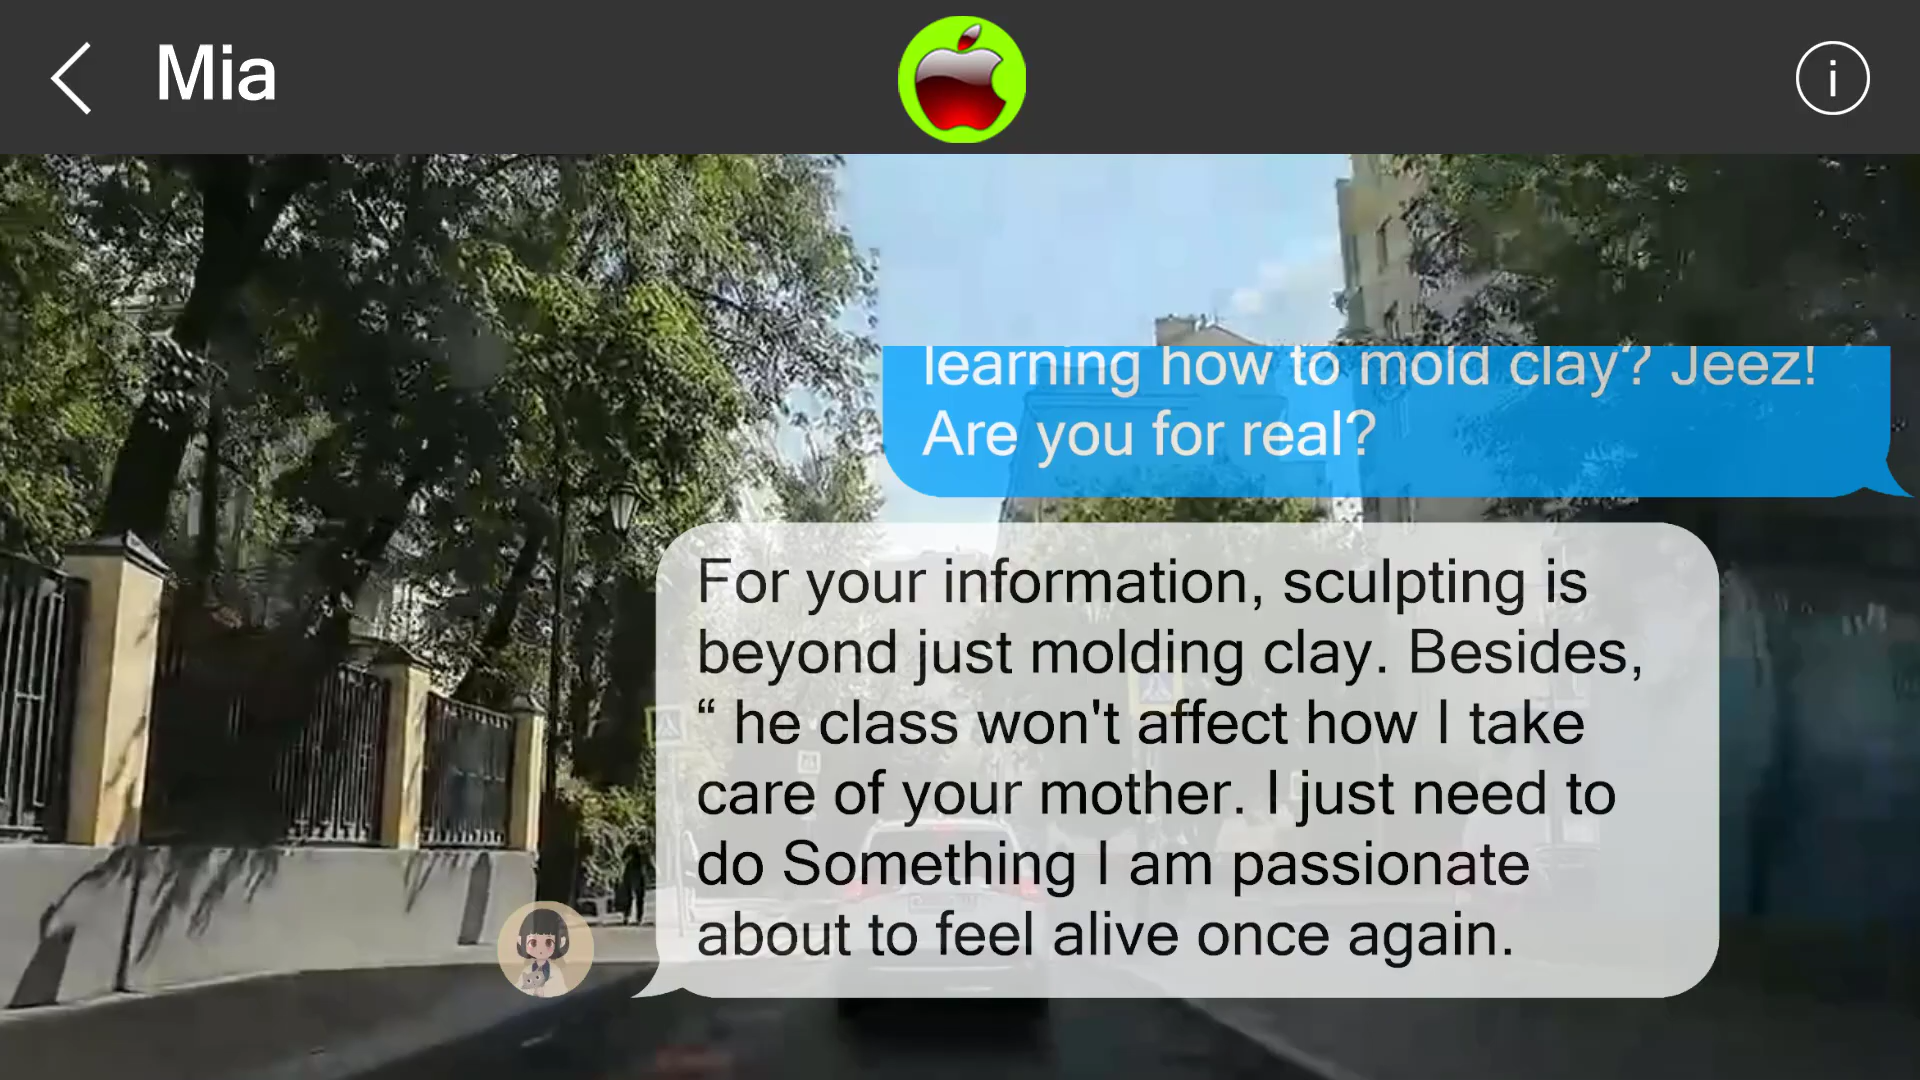 Mia
i
learning how to mold clay? Jeez!
Are you for real?
For your information, sculpting is
beyond just molding clay. Besides,
“ he class won't affect how I take
care of your mother. I just need to
do Something I am passionate
about to feel alive once again.